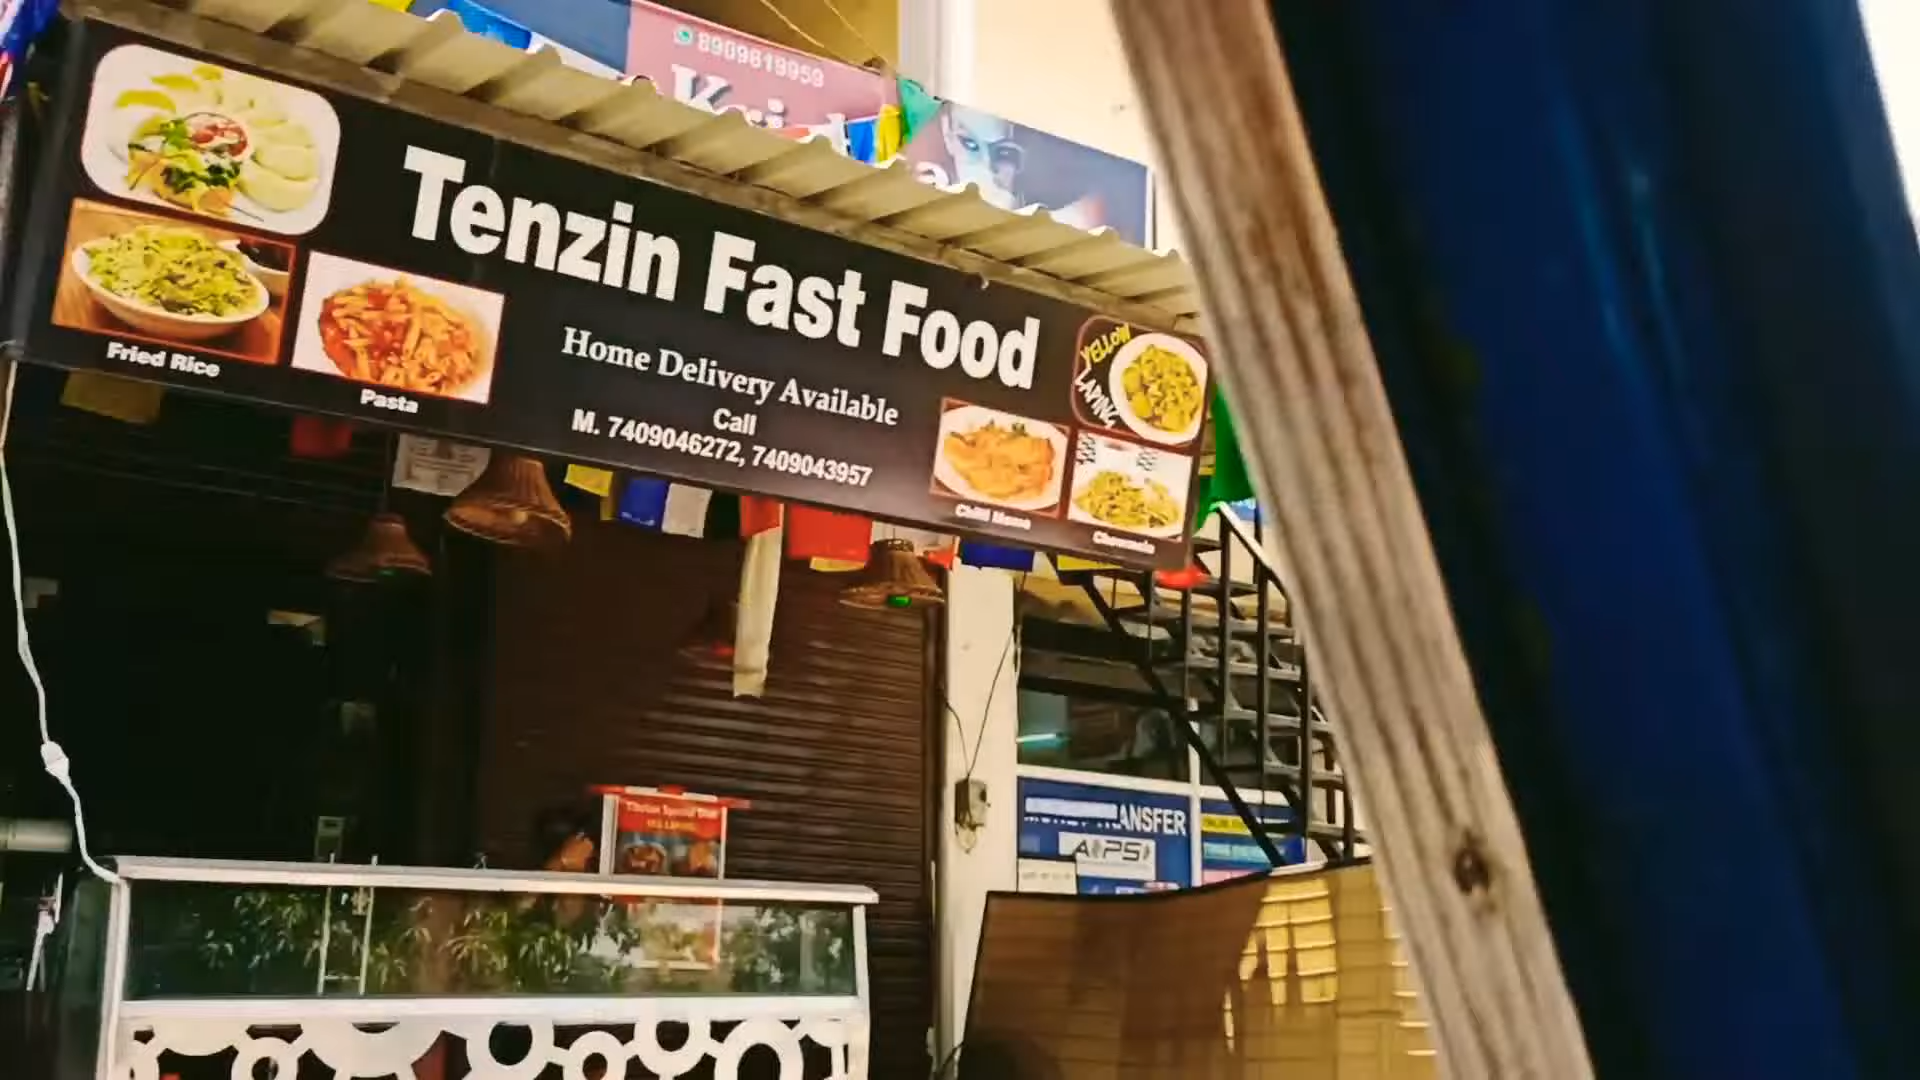 8909819959
Tenzin Fast Food
YELLOW
LAPING
Home Delivery Available
Call
M. 7409046272, 7409043957
Fried Rice
Pasta
Chilli Momo
Chowmein
ANSFER